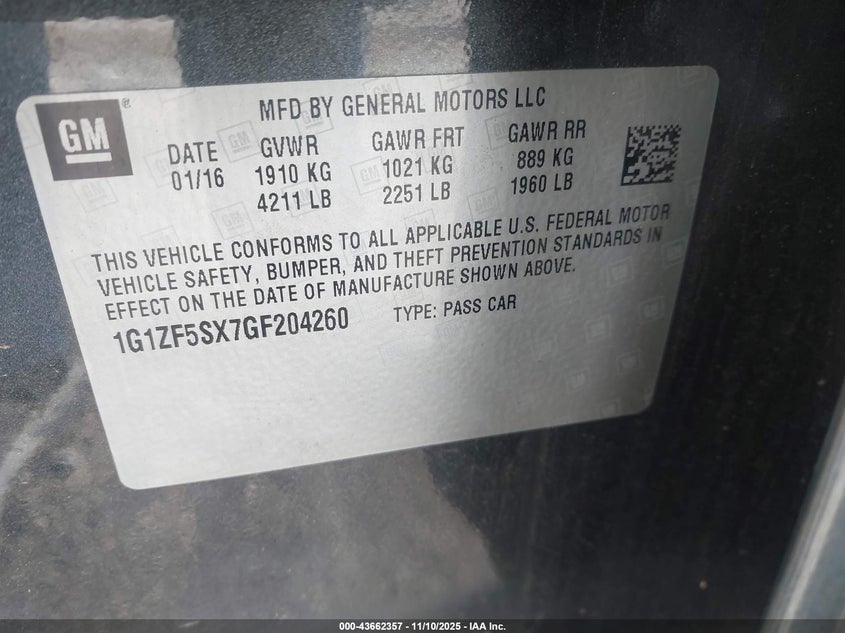 GM®
MFD BY GENERAL MOTORS LLC
DATE GVWR GAWR FRT GAWR RR
01/16 1910 KG 1021 KG 889 KG
4211 LB 2251 LB 1960 LB
THIS VEHICLE CONFORMS TO ALL APPLICABLE U.S. FEDERAL MOTOR
VEHICLE SAFETY, BUMPER, AND THEFT PREVENTION STANDARDS IN
EFFECT ON THE DATE OF MANUFACTURE SHOWN ABOVE.
1G1ZF5SX7GF204260 TYPE: PASS CAR
000-43662357 - 11/10/2025 - IAA Inc.